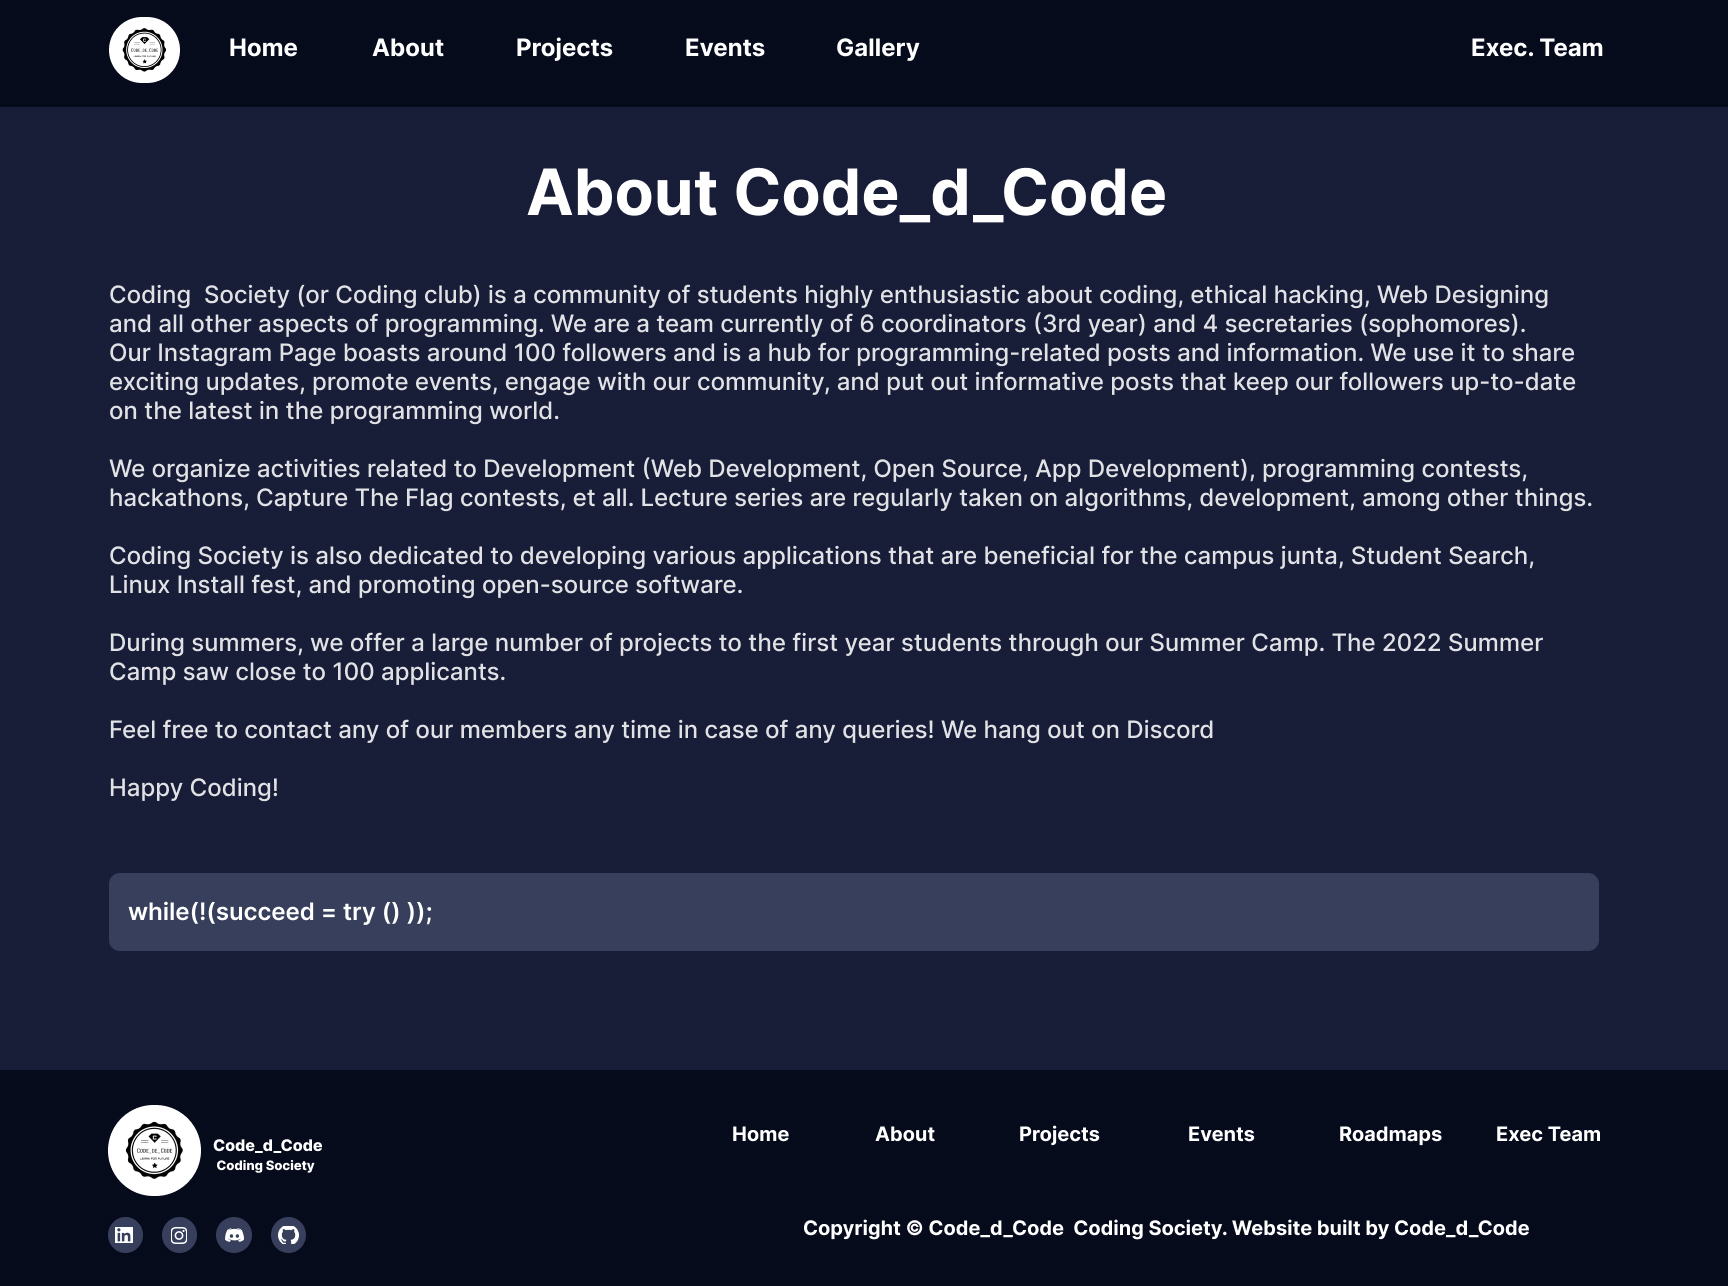 CODE_DE_CODE
Home About Projects Events Gallery Exec. Team
About Code_d_Code
Coding  Society (or Coding club) is a community of students highly enthusiastic about coding, ethical hacking, Web Designing
and all other aspects of programming. We are a team currently of 6 coordinators (3rd year) and 4 secretaries (sophomores).
Our Instagram Page boasts around 100 followers and is a hub for programming-related posts and information. We use it to share
exciting updates, promote events, engage with our community, and put out informative posts that keep our followers up-to-date
on the latest in the programming world.
We organize activities related to Development (Web Development, Open Source, App Development), programming contests,
hackathons, Capture The Flag contests, et all. Lecture series are regularly taken on algorithms, development, among other things.
Coding Society is also dedicated to developing various applications that are beneficial for the campus junta, Student Search,
Linux Install fest, and promoting open-source software.
During summers, we offer a large number of projects to the first year students through our Summer Camp. The 2022 Summer
Camp saw close to 100 applicants.
Feel free to contact any of our members any time in case of any queries! We hang out on Discord
Happy Coding!
while(!(succeed = try () ));
CODE_DE_CODE
LEARN FOR FUTURE
Code_d_Code
Coding Society
Home About Projects Events Roadmaps Exec Team
Copyright © Code_d_Code  Coding Society. Website built by Code_d_Code